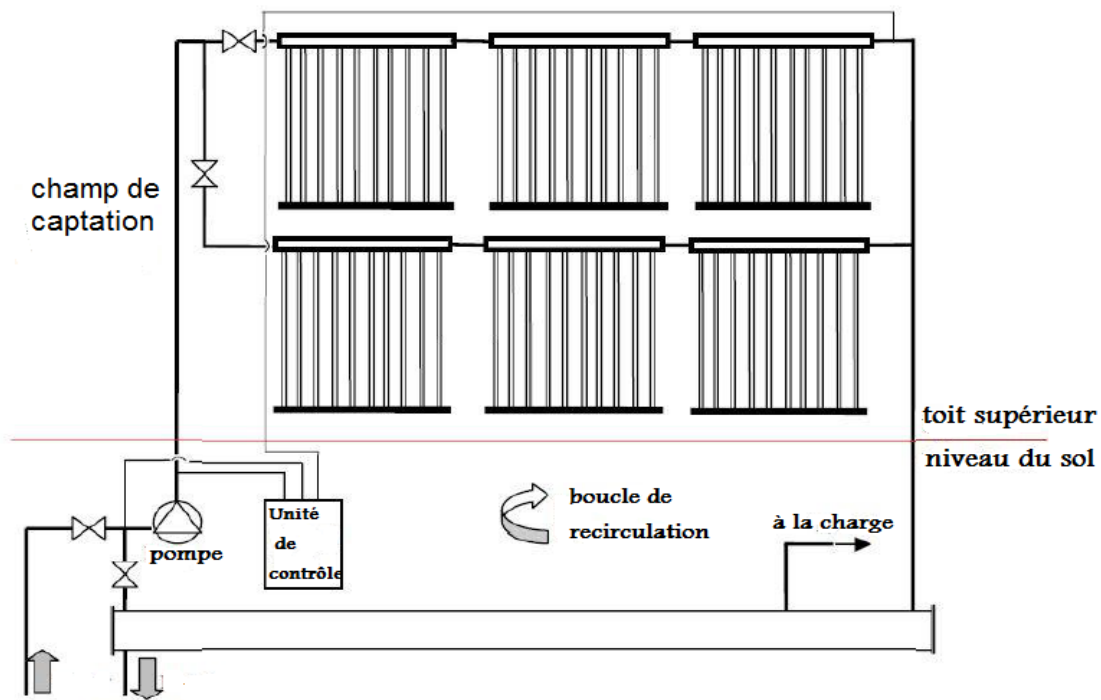 champ de
captation
toit supérieur
niveau du sol
boucle de
recirculation
à la charge
pompe
Unité
de
contrôle